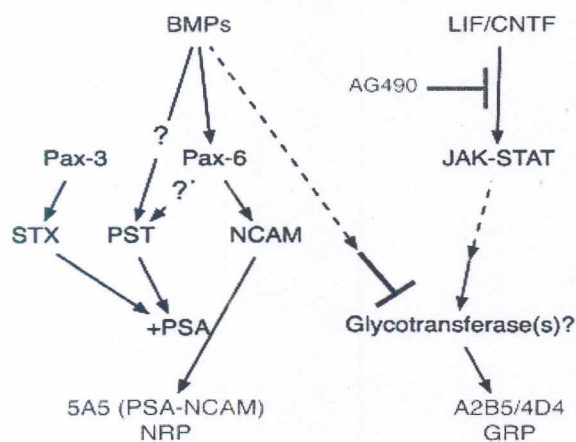 BMPs
LIF/CNTF
AG490
?
Pax-3
Pax-6
JAK-STAT
?
STX
PST
NCAM
+PSA
Glycotransferase(s)?
5A5 (PSA-NCAM)
NRP
A2B5/4D4
GRP